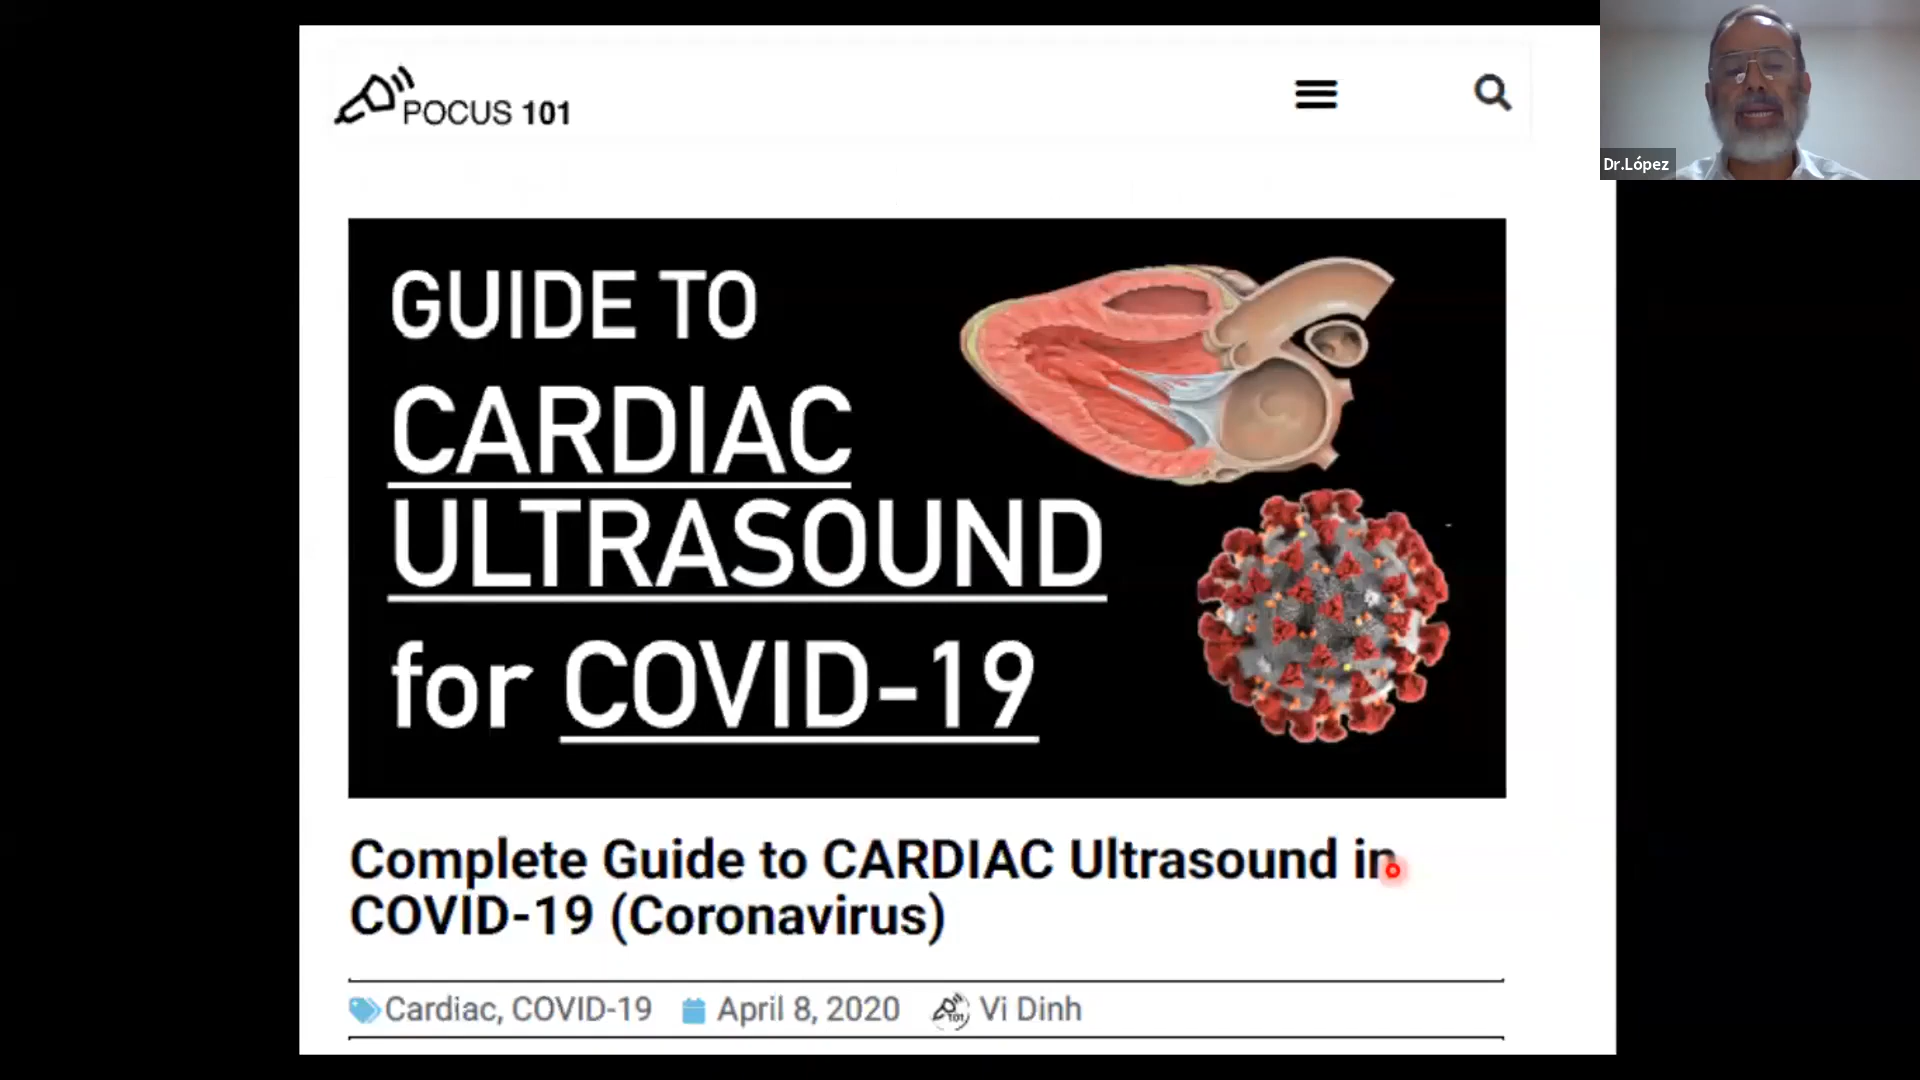 POCUS 101
Dr.López
GUIDE TO
CARDIAC
ULTRASOUND
for COVID-19
Complete Guide to CARDIAC Ultrasound in
COVID-19 (Coronavirus)
Cardiac, COVID-19 April 8, 2020 101 Vi Dinh